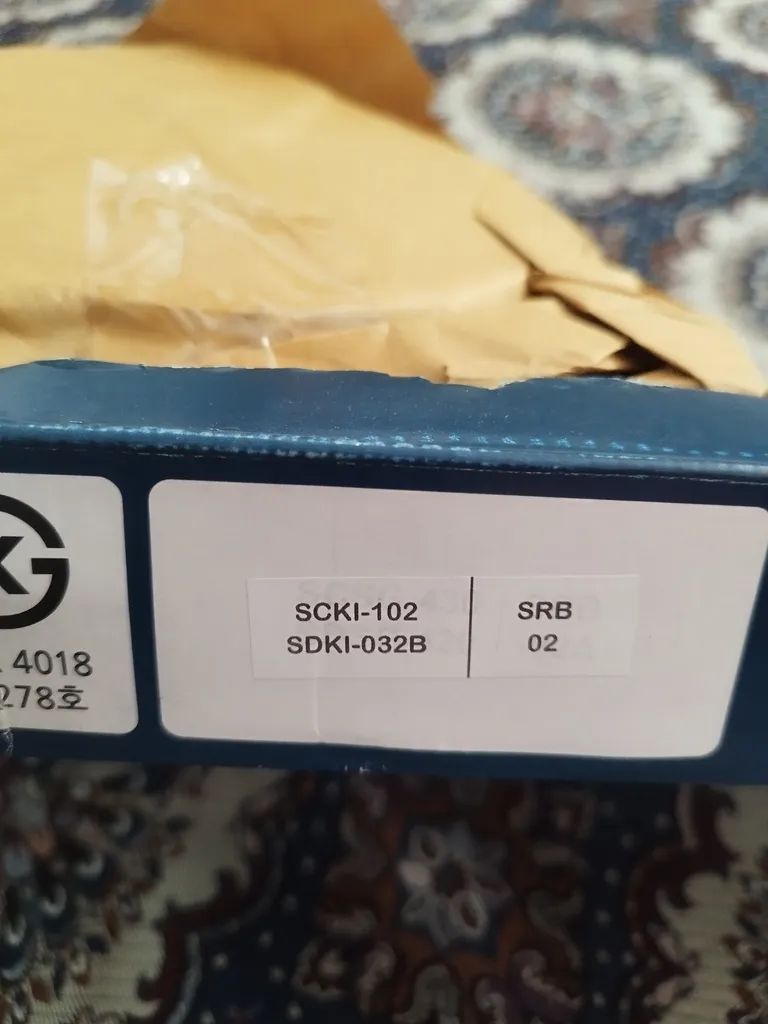 4018
278호
SCKI-102
SDKI-032B
SRB
02